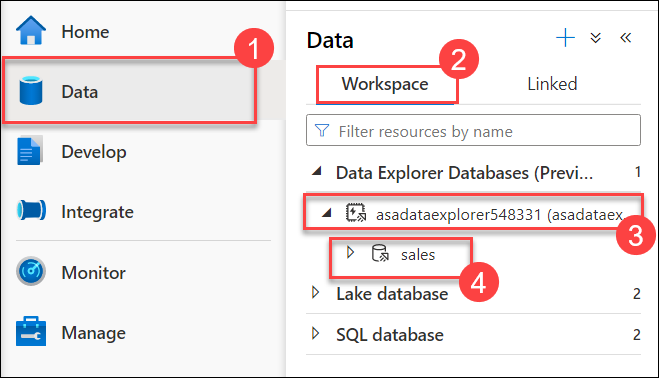 Home
1
Data
Develop
Integrate
Monitor
Manage
Data
2
Workspace Linked
Filter resources by name
Data Explorer Databases (Previ... 1
asadataexplorer548331 (asadataex...
3
sales
4
Lake database 2
SQL database 2